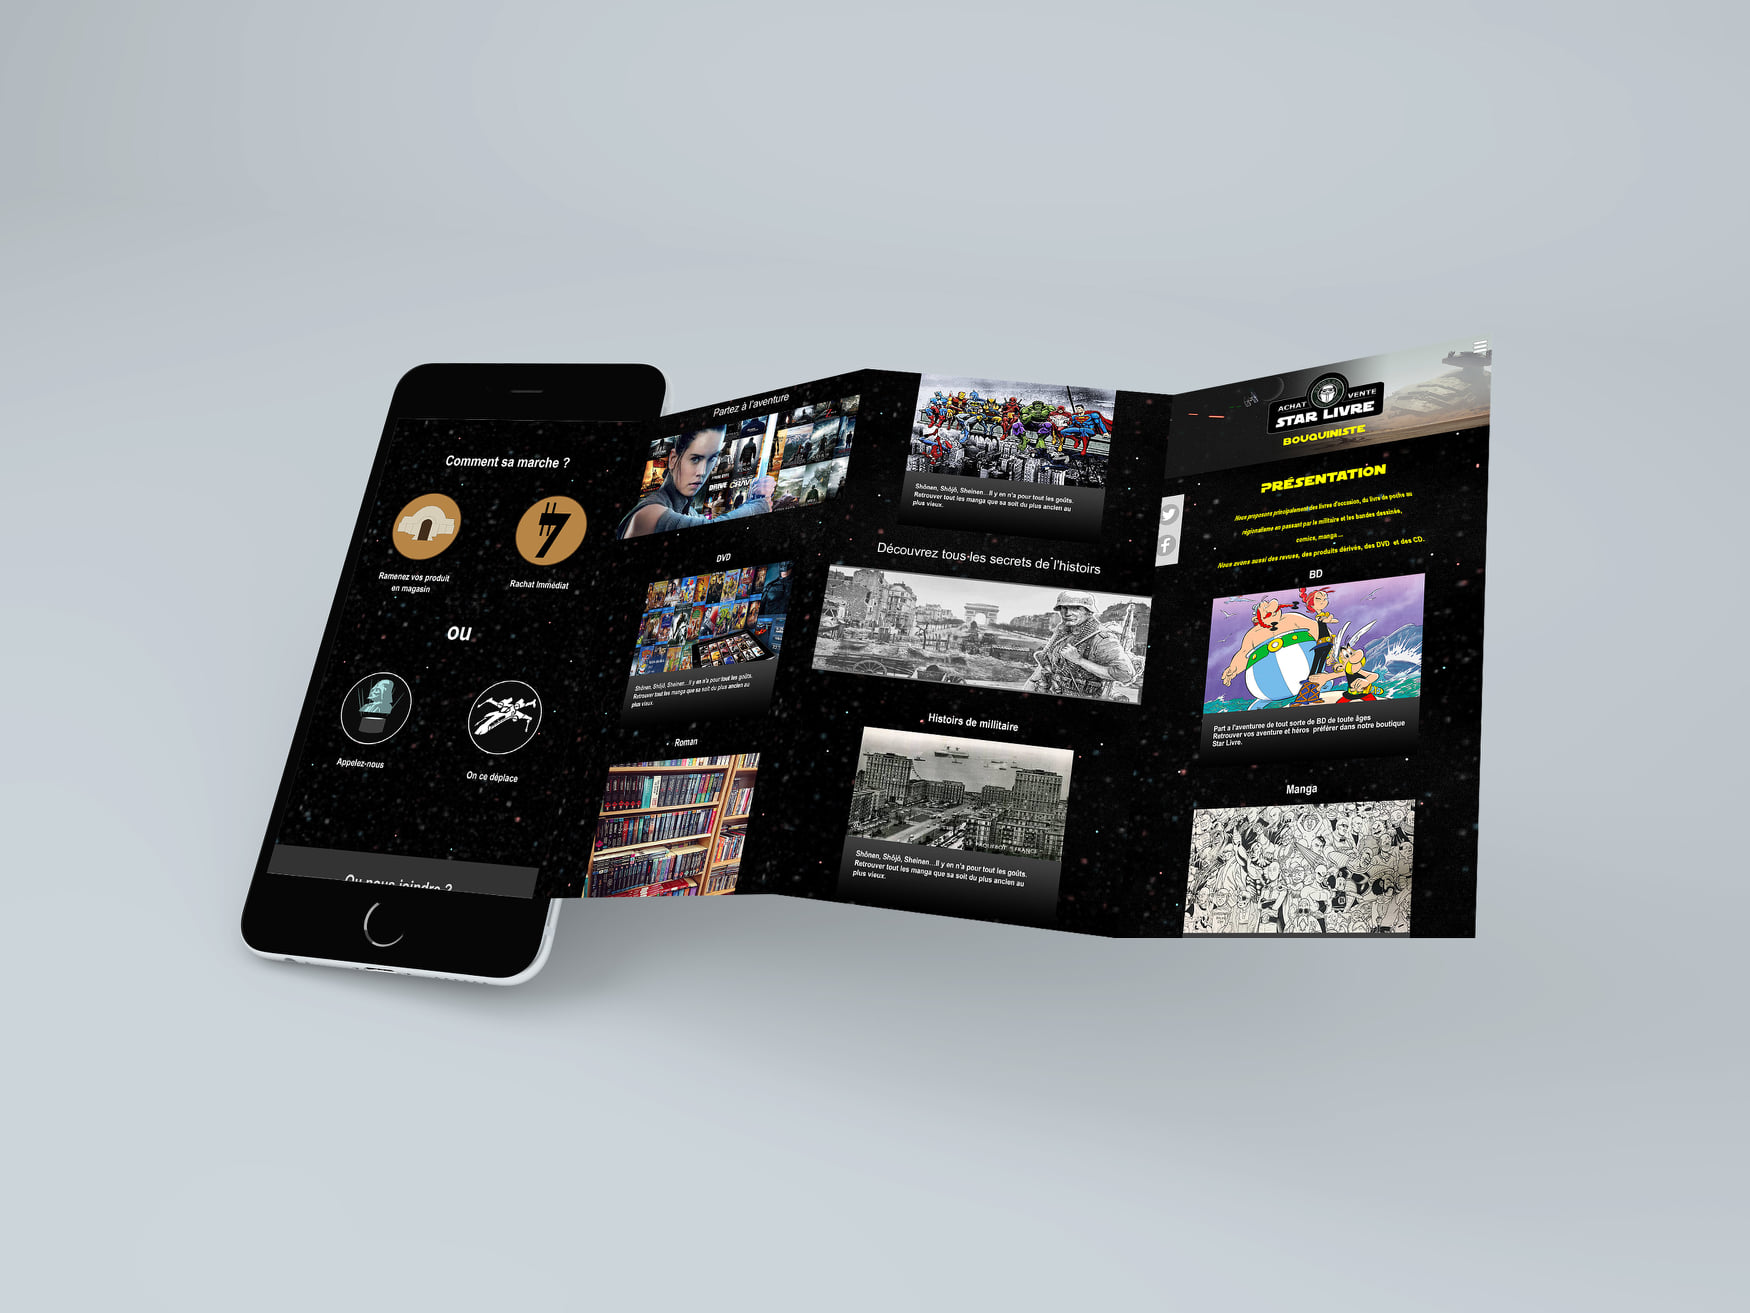 Comment sa marche ?
Ramenez vos produit
en magasin
Rachat Immédiat
ou
Appelez-nous
On ce déplace
Ou nous joindre ?
Partez à l'aventure
DVD
Shônen, Shôjô, Sheinen...Il y en n'a pour tout les goûts.
Retrouver tout les manga que sa soit du plus ancien au
plus vieux.
Roman
Shônen, Shôjô, Sheinen...Il y en n'a pour tout les goûts.
Retrouver tout les manga que sa soit du plus ancien au
plus vieux.
Découvrez tous les secrets de l'histoirs
Histoirs de millitaire
Shônen, Shôjô, Sheinen...Il y en n'a pour tout les goûts.
Retrouver tout les manga que sa soit du plus ancien au
plus vieux.
ACHAT VENTE
STAR LIVRE
BOUQUINISTE
PRÉSENTATION
Nous proposons principalement des livres d'occasion, du livre de poche au
régionalisme en passant par le militaire et les bandes dessinés,
comics, manga...
Nous avons aussi des revues, des produits dérivés, des DVD et des CD.
BD
Part a l'aventuree de tout sorte de BD de toute âges
Retrouver vos aventure et héros préférer dans notre boutique
Star Livre.
Manga